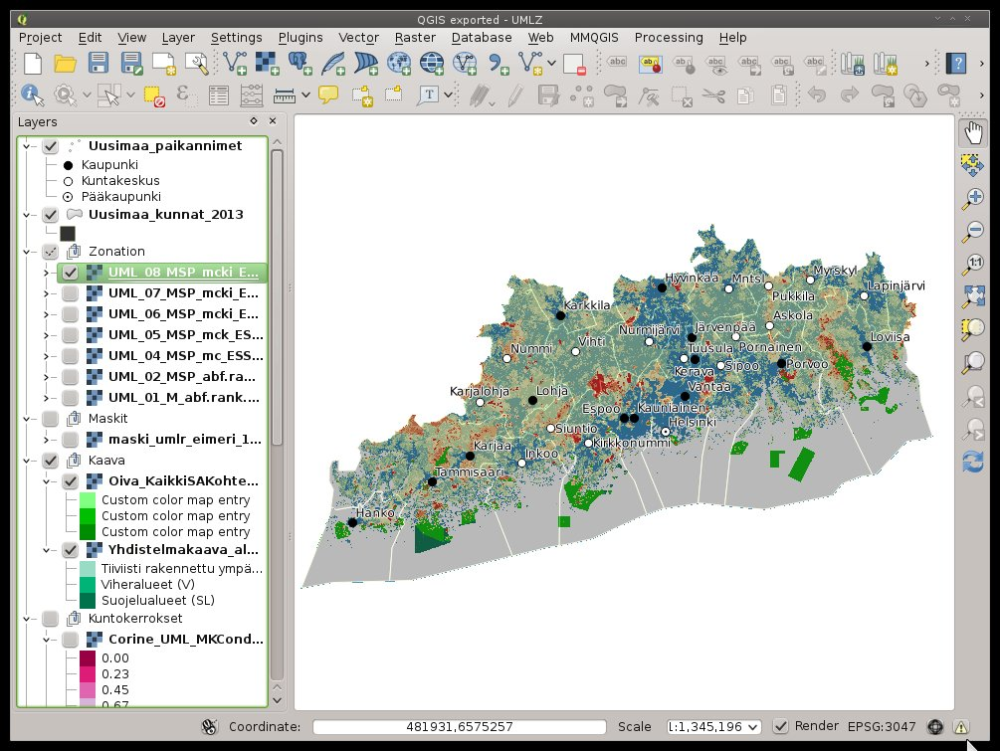 QGIS exported - UMLZ
Project Edit View Layer Settings Plugins Vector Raster Database Web MMQGIS Processing Help
Layers
Uusimaa_paikannimet
Kaupunki
Kuntakeskus
Pääkaupunki
Uusimaa_kunnat_2013
Zonation
UML_08_MSP_mcki_E...
UML_07_MSP_mcki_E...
UML_06_MSP_mcki_E...
UML_05_MSP_mck_ES...
UML_04_MSP_mc_ESS...
UML_02_MSP_abf.ra...
UML_01_M_abf.rank....
Maskit
maski_umlr_eimeri_1...
Kaava
Oiva_KaikkiSAKohte...
Custom color map entry
Custom color map entry
Custom color map entry
Yhdistelmakaava_al...
Tiiviisti rakennettu ympä...
Viheralueet (V)
Suojelualueet (SL)
Kuntokerrokset
Corine_UML_MKCond...
0.00
0.23
0.45
0.67
Hyvinkää
Mntsl
Myrskyl
Pukkila
Lapinjärvi
Karkkila
Nurmijärvi
Järvenpää
Askola
Nummi
Vihti
Tuusula
Pornainen
Loviisa
Kerava
Sipoo
Porvoo
Karjalohja
Lohja
Vantaa
Espoo
Kauniainen
Siuntio
Helsinki
Karjaa
Inkoo
Kirkkonummi
Tammisaari
Hanko
Coordinate: 481931,6575257 Scale 1:1,345,196 Render EPSG:3047